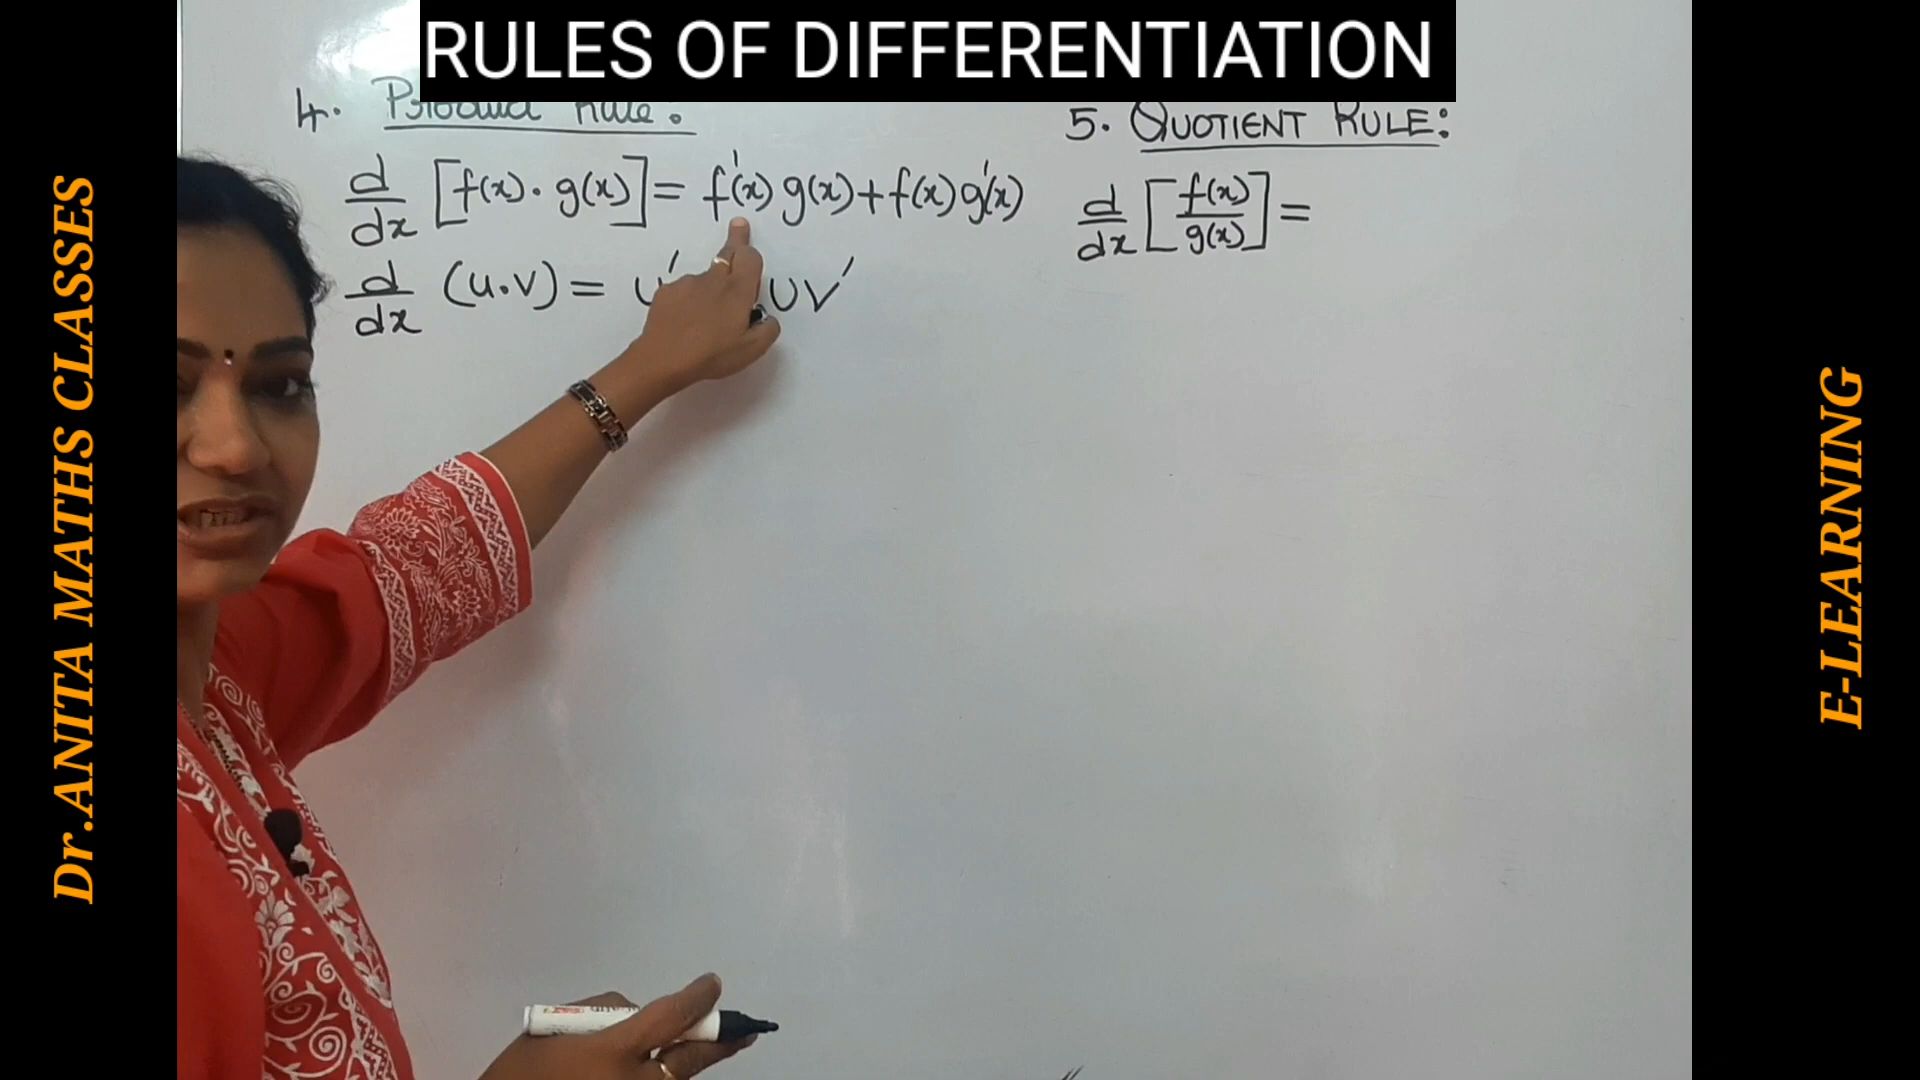 RULES OF DIFFERENTIATION
4. Product Rule:
d/dx [f(x) · g(x)] = f'(x) g(x) + f(x) g'(x)
d/dx (u.v) = u' uv'
5. QUOTIENT RULE:
d/dx [f(x)/g(x)] =
Dr.ANITA MATHS CLASSES
E-LEARNING